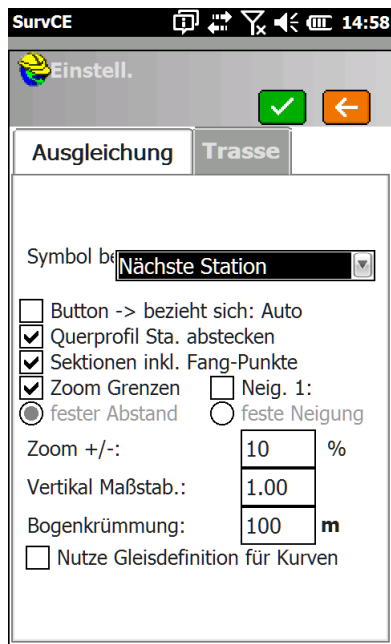 SurvCE 14:58
Einstell.
Ausgleichung Trasse
Symbol be Nächste Station
Button -> bezieht sich: Auto
Querprofil Sta. abstecken
Sektionen inkl. Fang-Punkte
Zoom Grenzen Neig. 1:
fester Abstand feste Neigung
Zoom +/-: 10 %
Vertikal Maßstab.: 1.00
Bogenkrümmung: 100 m
Nutze Gleisdefinition für Kurven